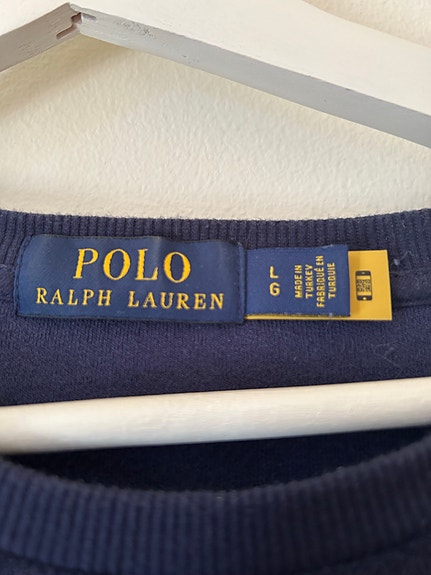 POLO
RALPH LAUREN
L
G
MADE IN
TURKEY
FABRIQUÉ EN
TURQUIE